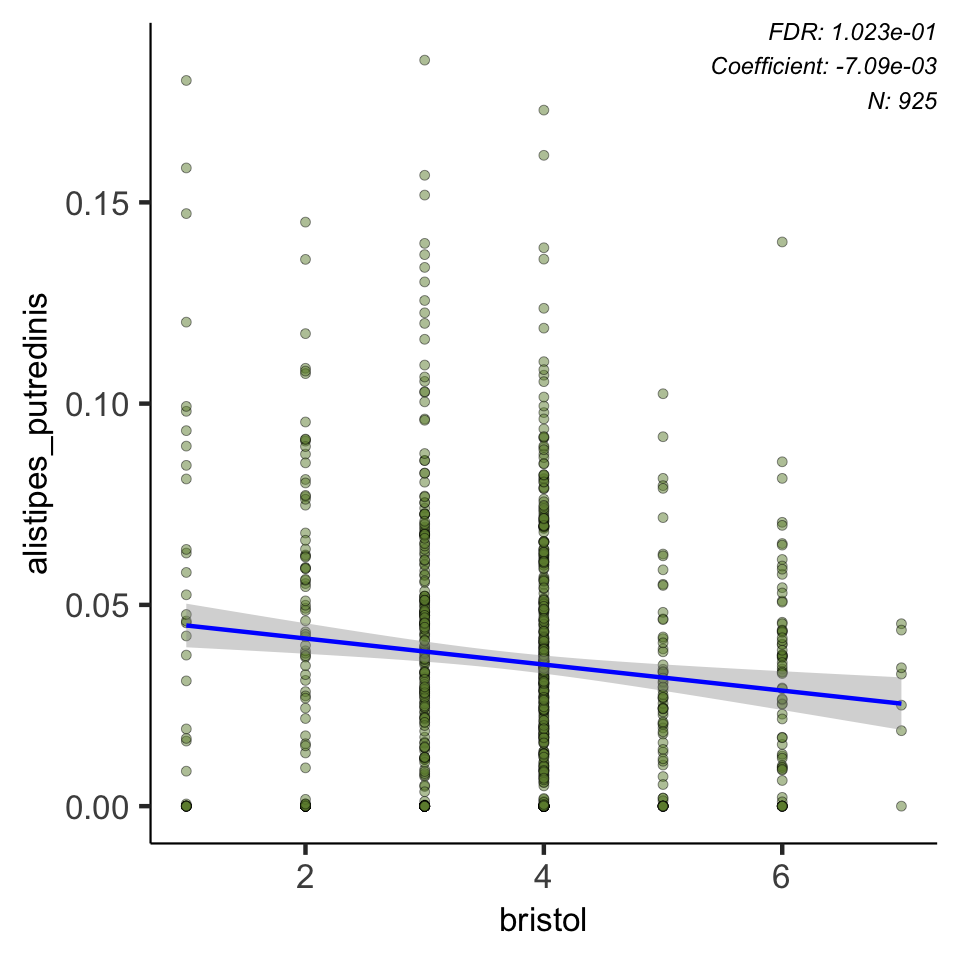 FDR: 1.023e-01
Coefficient: -7.09e-03
N: 925
0.15
0.10
0.05
0.00
alistipes_putredinis
2 4 6
bristol